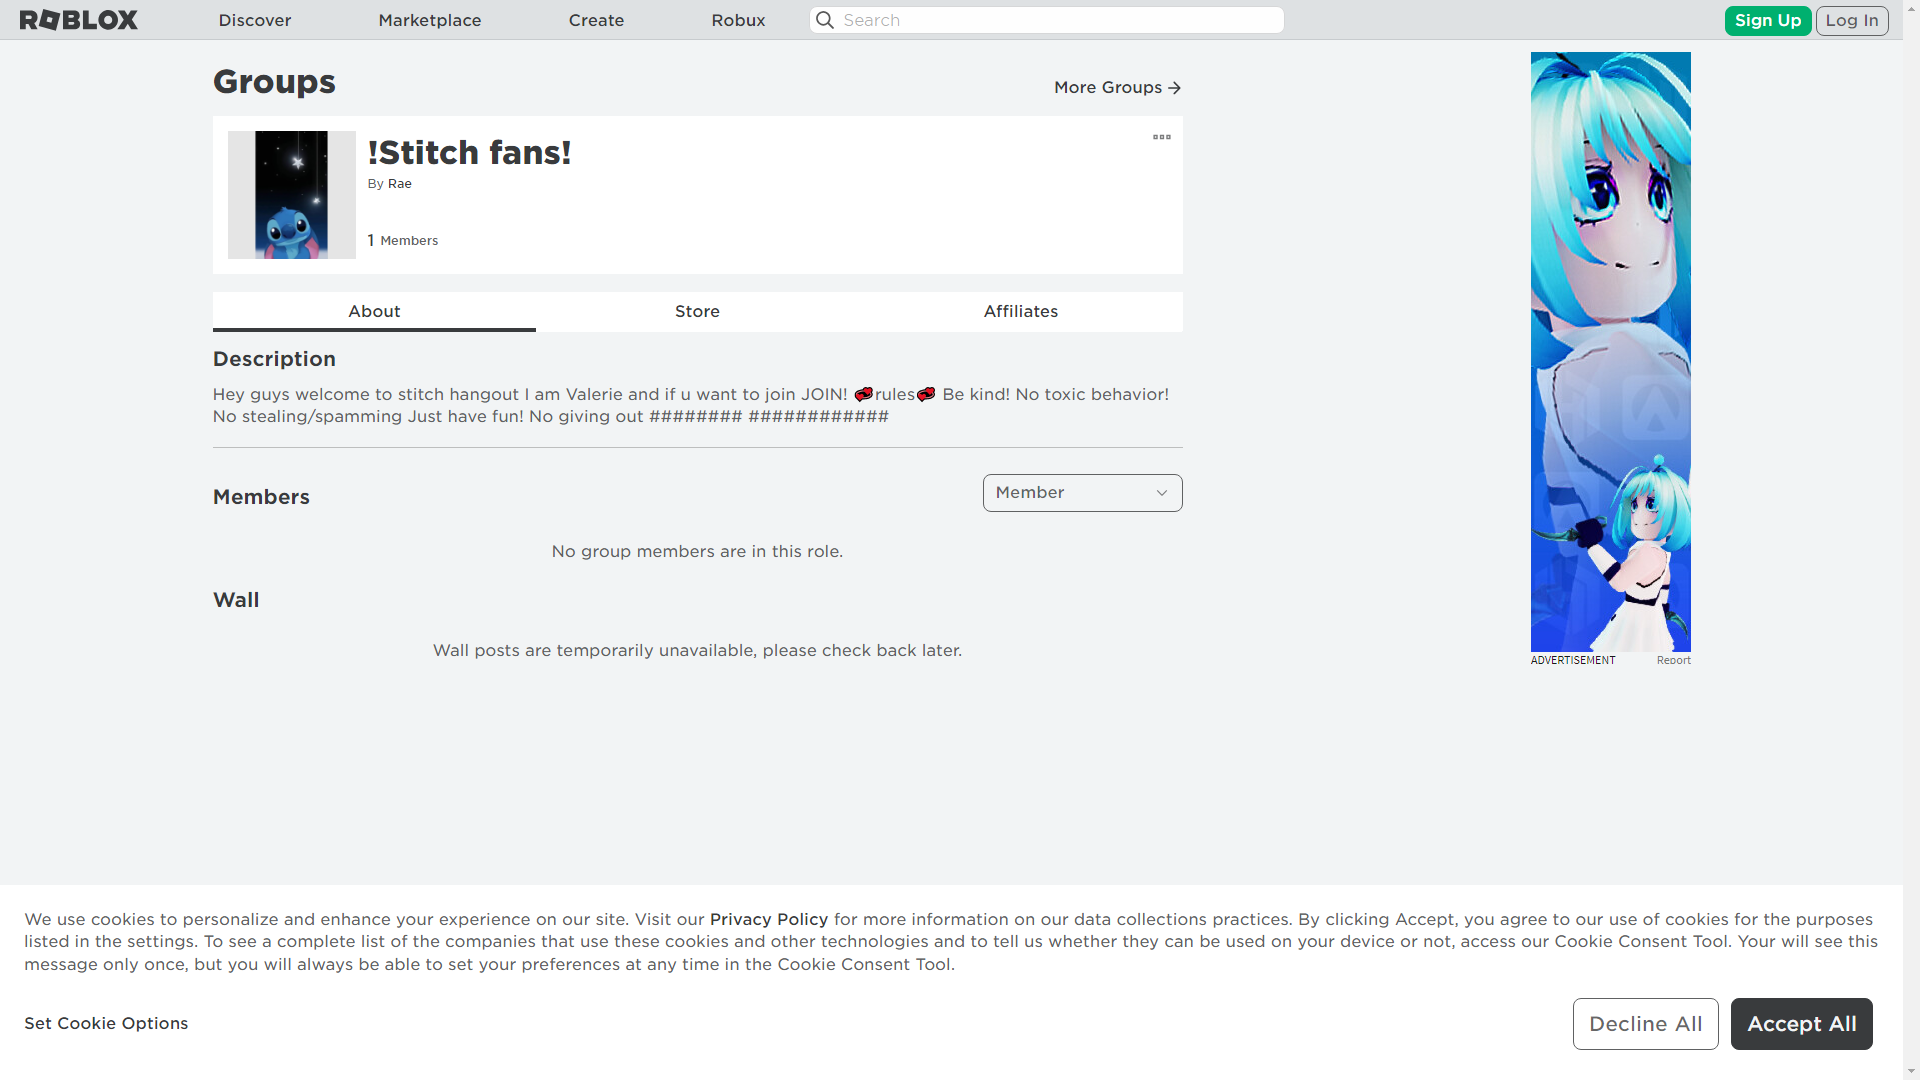 ROBLOX Discover Marketplace Create Robux Search Sign Up Log In
Groups
More Groups
!Stitch fans!
By Rae
1 Members
About Store Affiliates
Description
Hey guys welcome to stitch hangout I am Valerie and if u want to join JOIN! 💋rules💋 Be kind! No toxic behavior!
No stealing/spamming Just have fun! No giving out ######## ############
Members
Member
No group members are in this role.
Wall
Wall posts are temporarily unavailable, please check back later.
ADVERTISEMENT Report
We use cookies to personalize and enhance your experience on our site. Visit our Privacy Policy for more information on our data collections practices. By clicking Accept, you agree to our use of cookies for the purposes
listed in the settings. To see a complete list of the companies that use these cookies and other technologies and to tell us whether they can be used on your device or not, access our Cookie Consent Tool. Your will see this
message only once, but you will always be able to set your preferences at any time in the Cookie Consent Tool.
Set Cookie Options
Decline All
Accept All